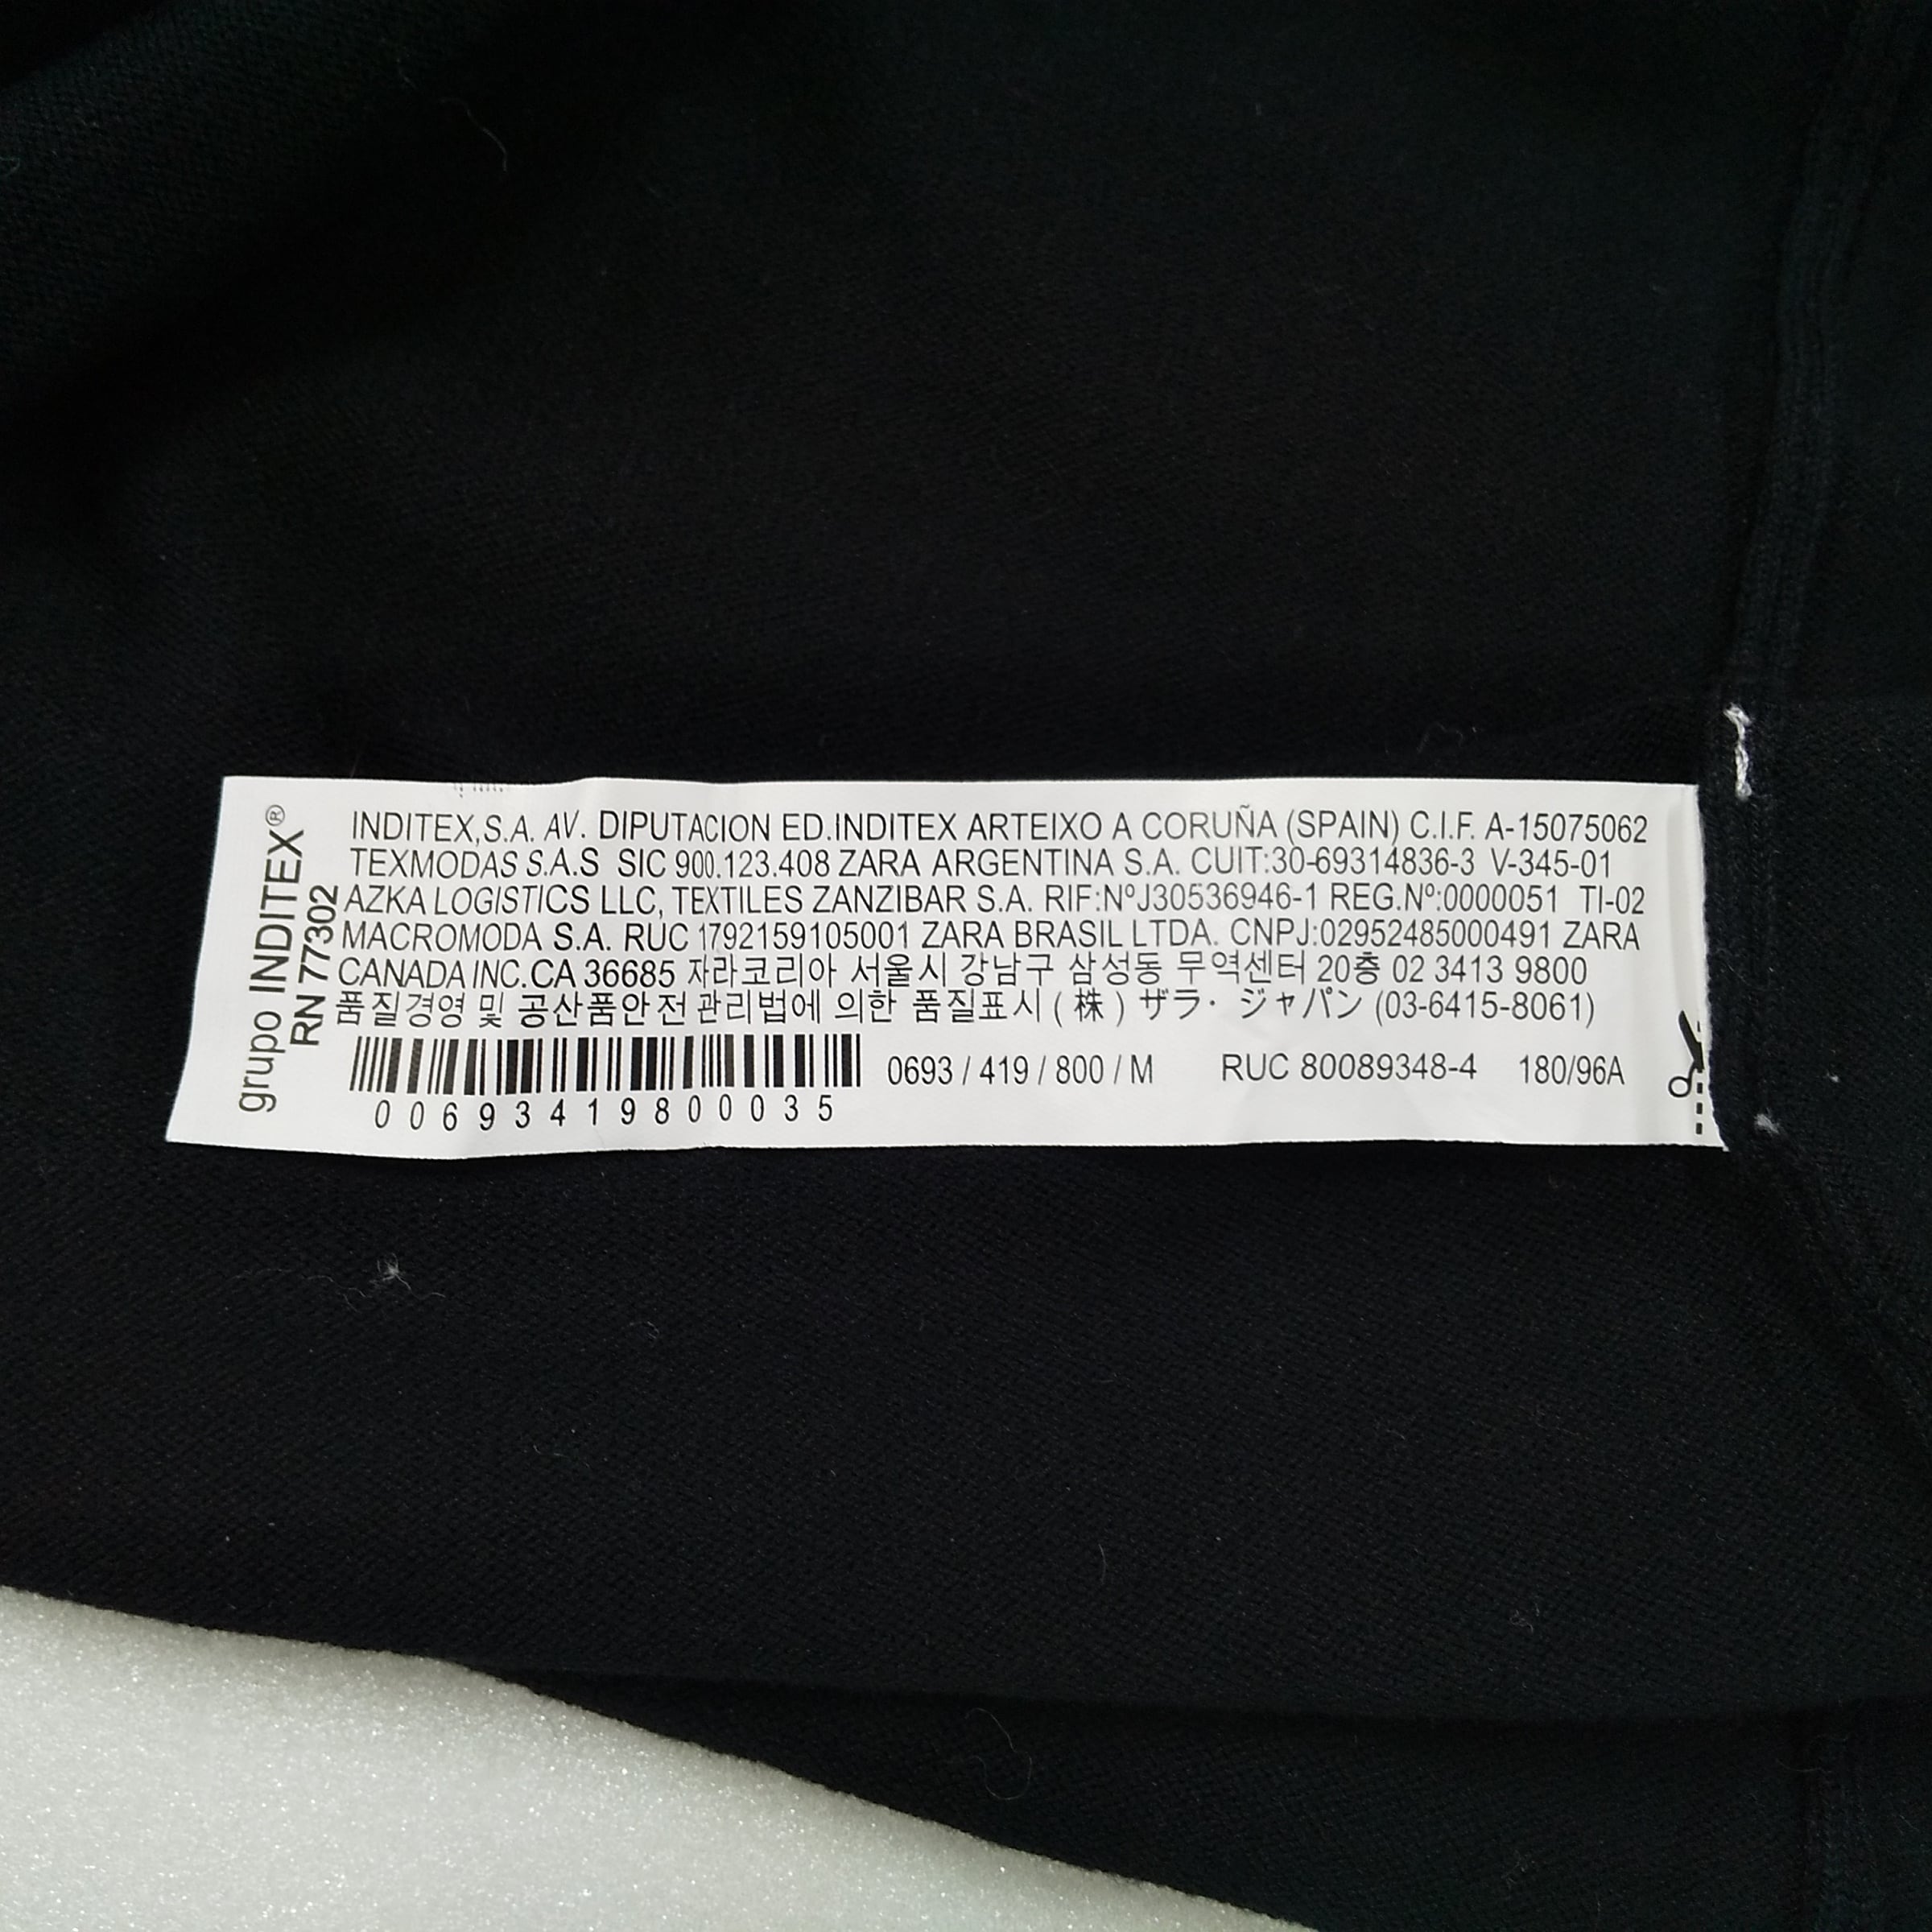 grupo INDITEX®
RN 77302
INDITEX,S.A. AV. DIPUTACION ED.INDITEX ARTEIXO A CORUÑA (SPAIN) C.I.F. A-15075062
TEXMODAS S.A.S SIC 900.123.408 ZARA ARGENTINA S.A. CUIT:30-69314836-3 V-345-01
AZKA LOGISTICS LLC, TEXTILES ZANZIBAR S.A. RIF:NºJ30536946-1 REG.Nº:0000051 TI-02
MACROMODA S.A. RUC 1792159105001 ZARA BRASIL LTDA. CNPJ:02952485000491 ZARA
CANADA INC.CA 36685 자라코리아 서울시 강남구 삼성동 무역센터 20층 02 3413 9800
품질경영 및 공산품안전관리법에 의한 품질표시 ( 株 ) ザラ・ ジャパン (03-6415-8061)
0693 / 419 / 800 / M RUC 80089348-4 180/96A
00693419800035